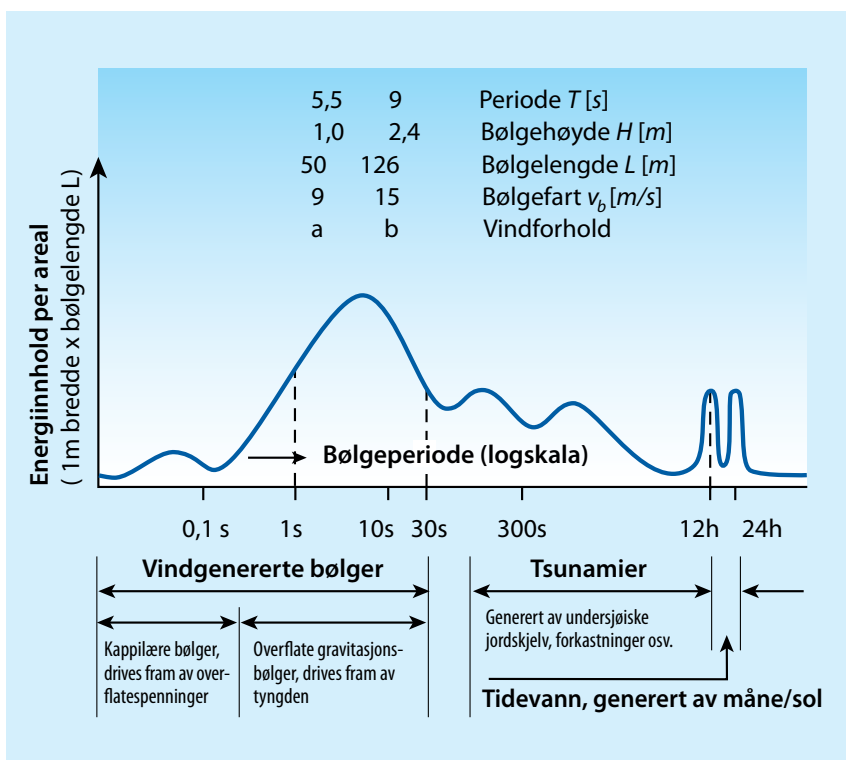 5,5 9 Periode T [s]
1,0 2,4 Bølgehøyde H [m]
50 126 Bølgelengde L [m]
9 15 Bølgefart v_b [m/s]
a b Vindforhold
Energiinnhold per areal
( 1m bredde x bølgelengde L)
Bølgeperiode (logskala)
0,1 s 1s 10s 30s 300s 12h 24h
Vindgenererte bølger
Tsunamier
Generert av undersjøiske
jordskjelv, forkastninger osv.
Kappilære bølger,
drives fram av over-
flatespenninger
Overflate gravitasjons-
bølger, drives fram av
tyngden
Tidevann, generert av måne/sol